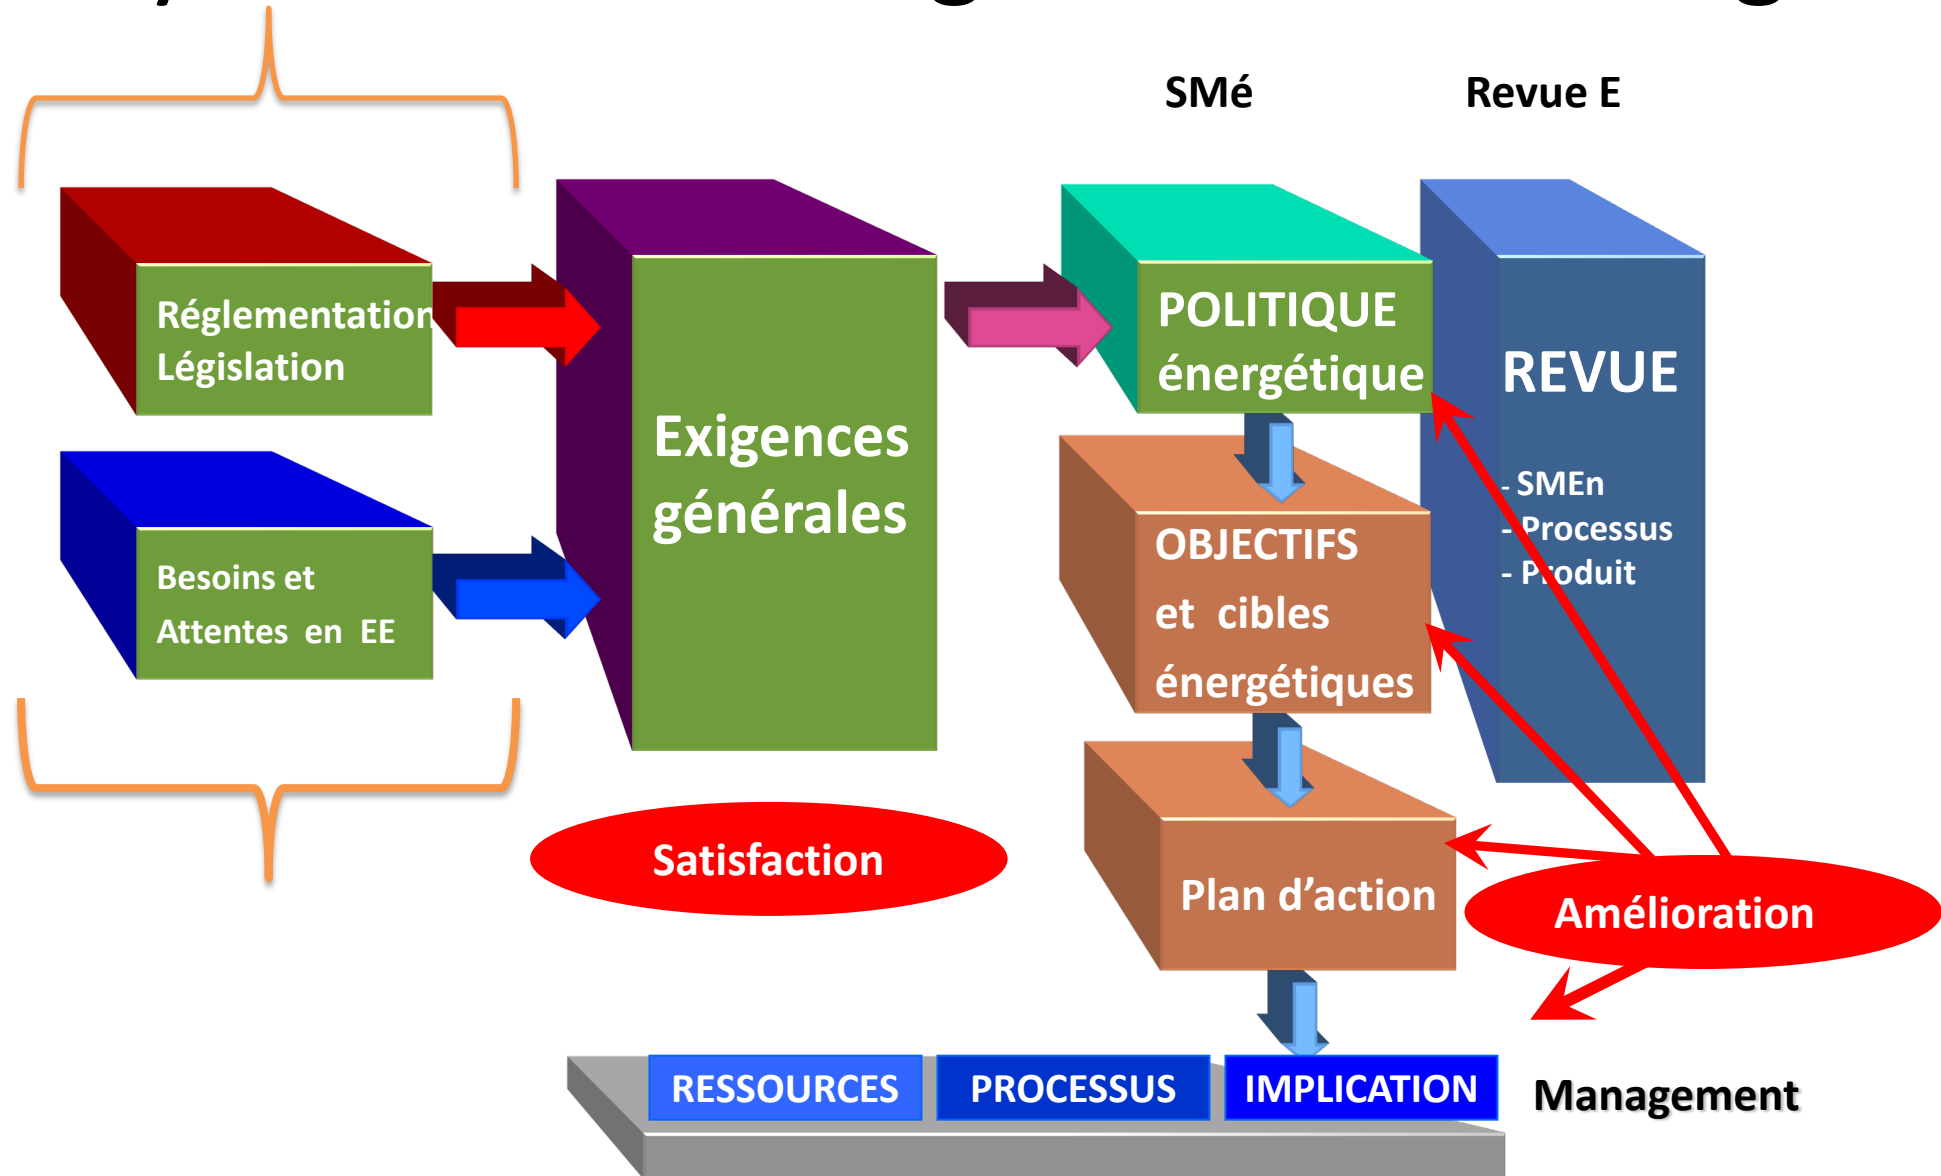 SMé
Revue E
Réglementation
Législation
Besoins et
Attentes en EE
Exigences
générales
POLITIQUE
énergétique
OBJECTIFS
et cibles
énergétiques
Plan d’action
REVUE
- SMEn
- Processus
- Produit
Satisfaction
Amélioration
RESSOURCES
PROCESSUS
IMPLICATION
Management